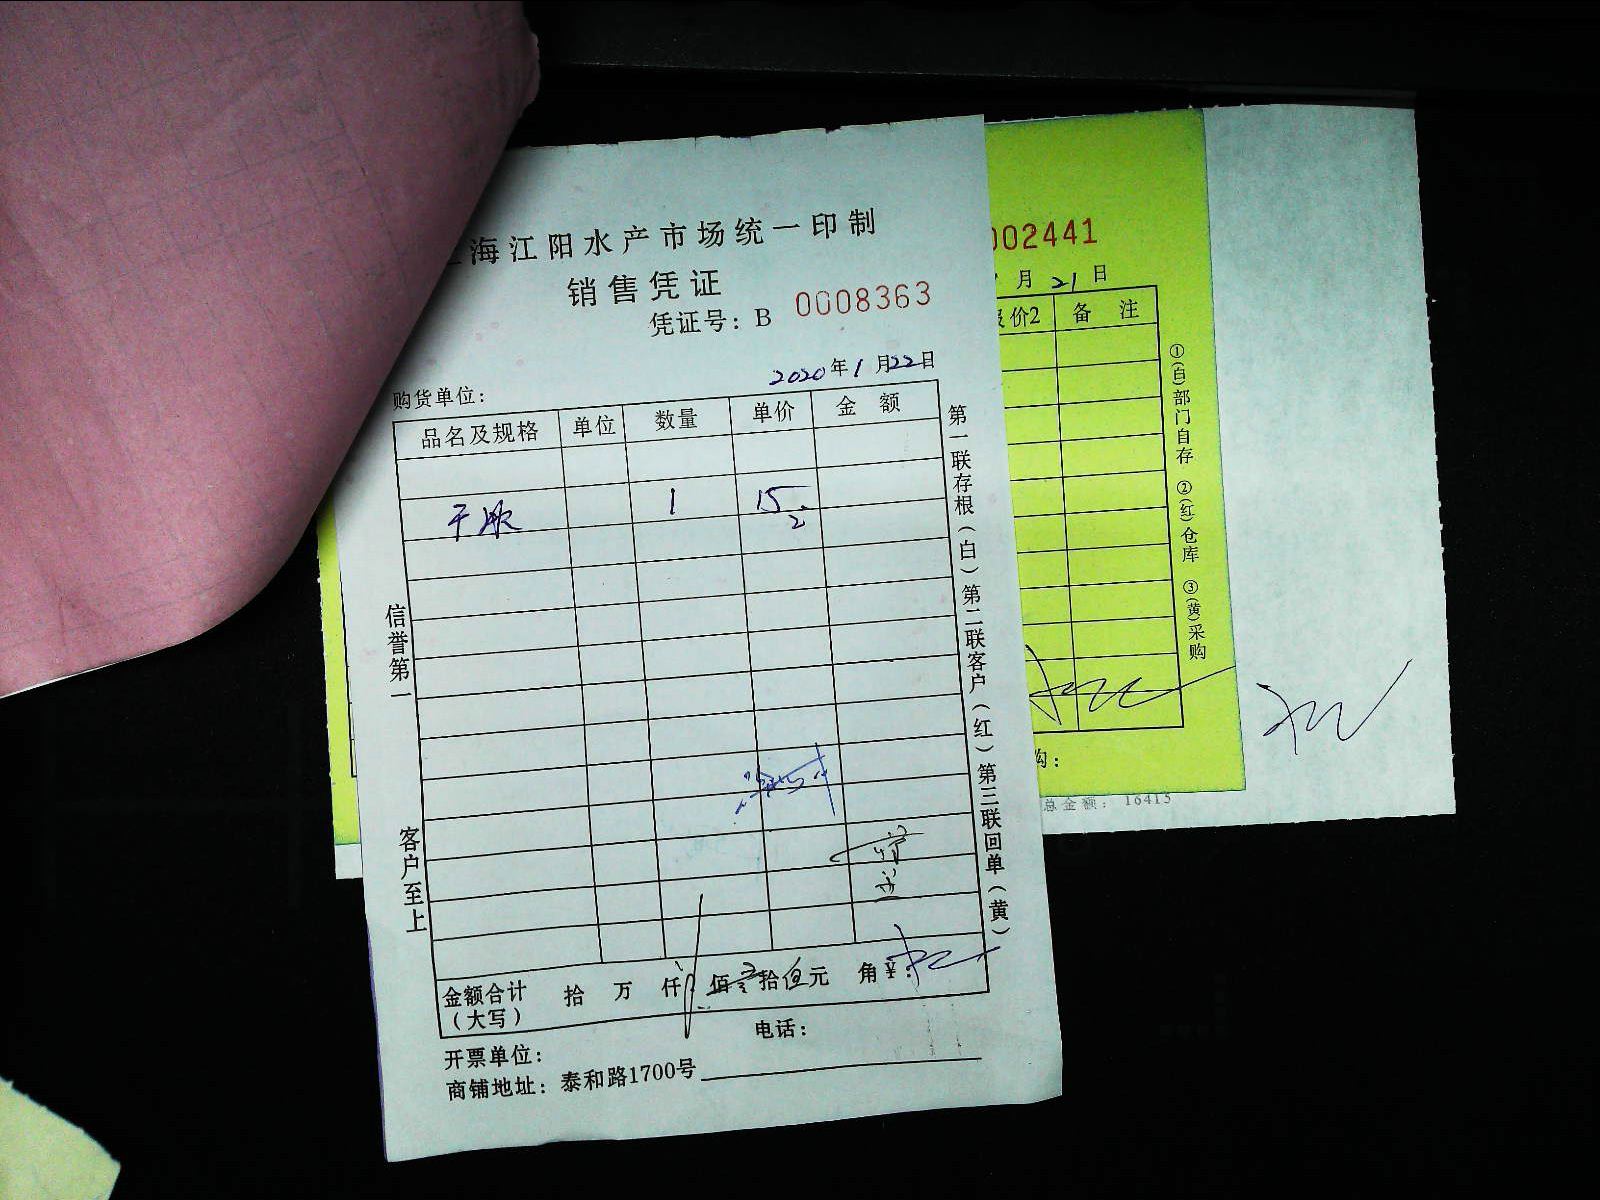 海江阳水产市场统一印制
销售凭证
凭证号：B 0008363
2020年1月22日
购货单位：
品名及规格 单位 数量 单价 金额
1 15
信誉第一
客户至上
第一联存根（白）第二联客户（红）第三联回单（黄）
金额合计（大写） 拾 万 仟 佰 拾伍元 角 ¥：
开票单位： 电话：
商铺地址：泰和路1700号
002441
月21日
价2 备注
①(白)部门自存 ②(红)仓库 ③(黄)采购
购：
总金额：16415